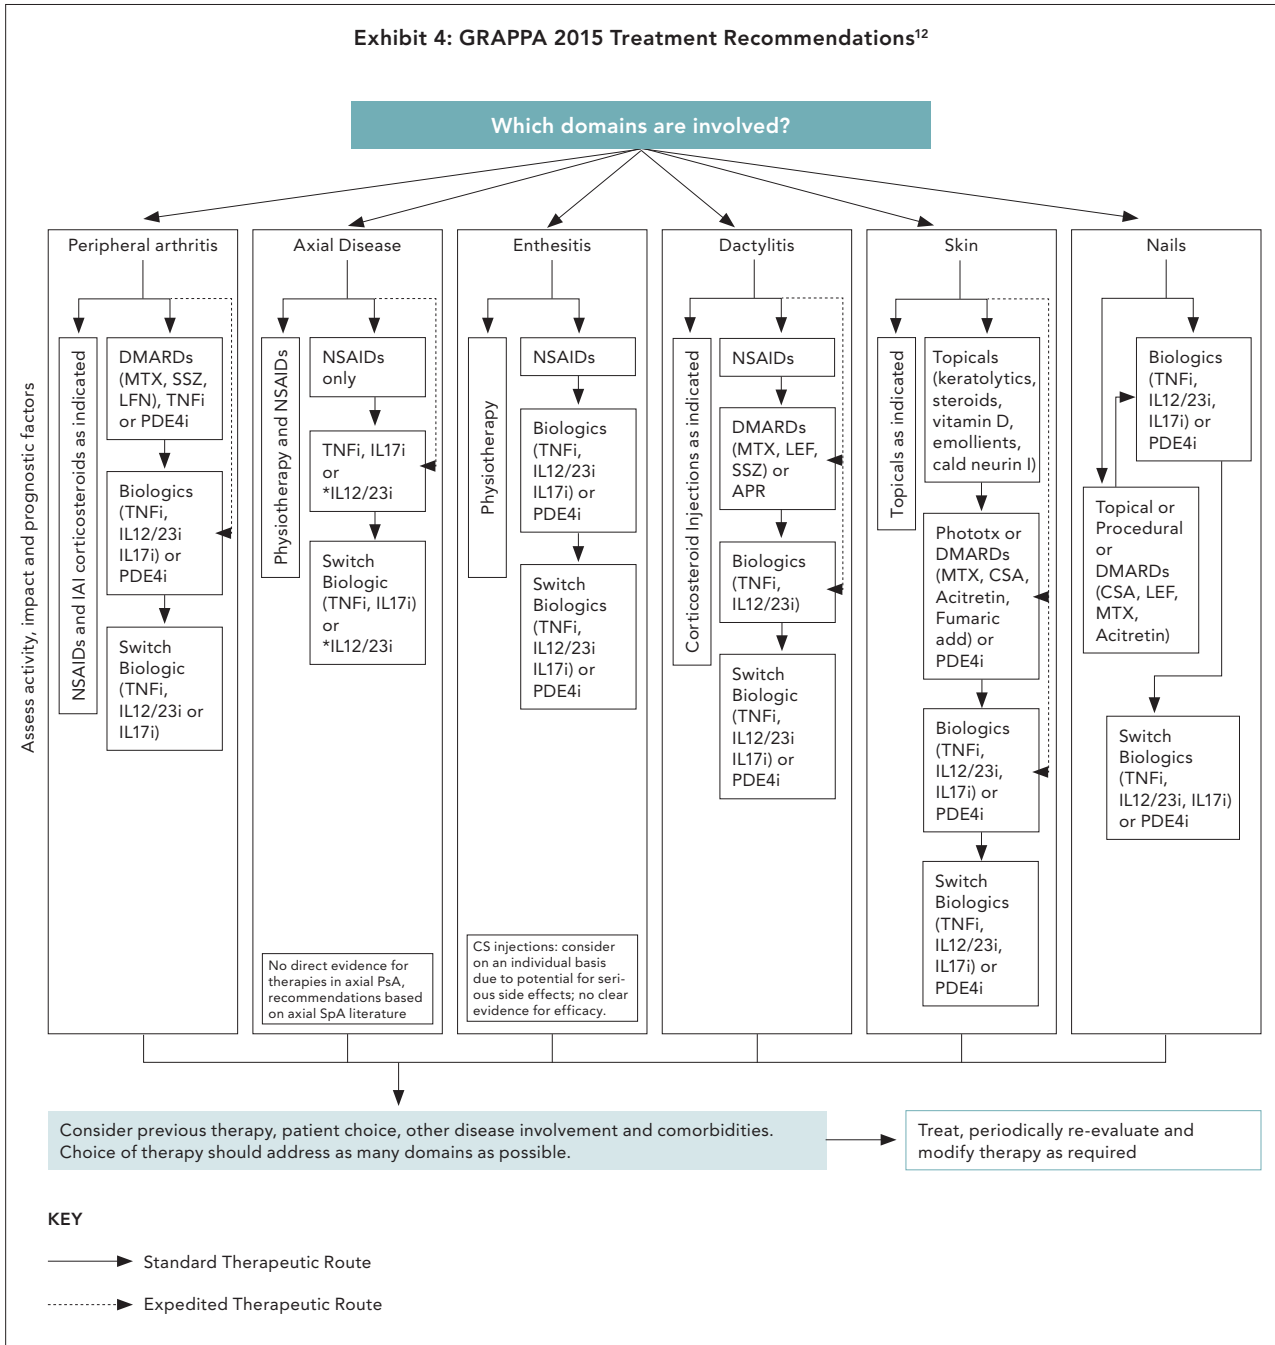 Exhibit 4: GRAPPA 2015 Treatment Recommendations12
Which domains are involved?
Assess activity, impact and prognostic factors
Peripheral arthritis
NSAIDs and IAI corticosteroids as indicated
DMARDs
(MTX, SSZ,
LFN), TNFi
or PDE4i
Biologics
(TNFi,
IL12/23i
IL17i) or
PDE4i
Switch
Biologic
(TNFi,
IL12/23i or
IL17i)
Axial Disease
Physiotherapy and NSAIDs
NSAIDs
only
TNFi, IL17i
or
*IL12/23i
Switch
Biologic
(TNFi, IL17i)
or
*IL12/23i
No direct evidence for
therapies in axial PsA,
recommendations based
on axial SpA literature
Enthesitis
Physiotherapy
NSAIDs
Biologics
(TNFi,
IL12/23i
IL17i) or
PDE4i
Switch
Biologics
(TNFi,
IL12/23i
IL17i) or
PDE4i
CS injections: consider
on an individual basis
due to potential for seri-
ous side effects; no clear
evidence for efficacy.
Dactylitis
Corticosteroid Injections as indicated
NSAIDs
DMARDs
(MTX, LEF,
SSZ) or
APR
Biologics
(TNFi,
IL12/23i)
Switch
Biologic
(TNFi,
IL12/23i
IL17i) or
PDE4i
Skin
Topicals as indicated
Topicals
(keratolytics,
steroids,
vitamin D,
emollients,
cald neurin I)
Phototx or
DMARDs
(MTX, CSA,
Acitretin,
Fumaric
add) or
PDE4i
Biologics
(TNFi,
IL12/23i,
IL17i) or
PDE4i
Switch
Biologics
(TNFi,
IL12/23i,
IL17i) or
PDE4i
Nails
Biologics
(TNFi,
IL12/23i,
IL17i) or
PDE4i
Topical or
Procedural
or
DMARDs
(CSA, LEF,
MTX,
Acitretin)
Switch
Biologics
(TNFi,
IL12/23i, IL17i)
or PDE4i
Consider previous therapy, patient choice, other disease involvement and comorbidities.
Choice of therapy should address as many domains as possible.
Treat, periodically re-evaluate and
modify therapy as required
KEY
Standard Therapeutic Route
Expedited Therapeutic Route